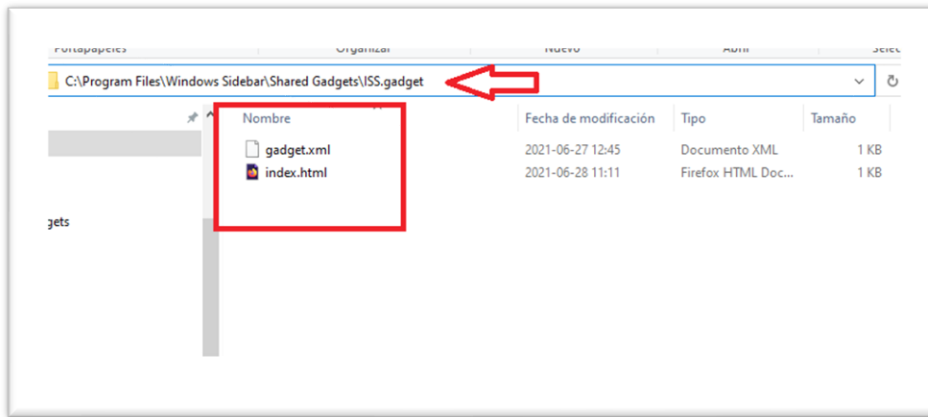 Portapapeles Organizar Nuevo Abrir Selec
C:\Program Files\Windows Sidebar\Shared Gadgets\ISS.gadget
Nombre Fecha de modificación Tipo Tamaño
gadget.xml 2021-06-27 12:45 Documento XML 1 KB
index.html 2021-06-28 11:11 Firefox HTML Doc... 1 KB
gets